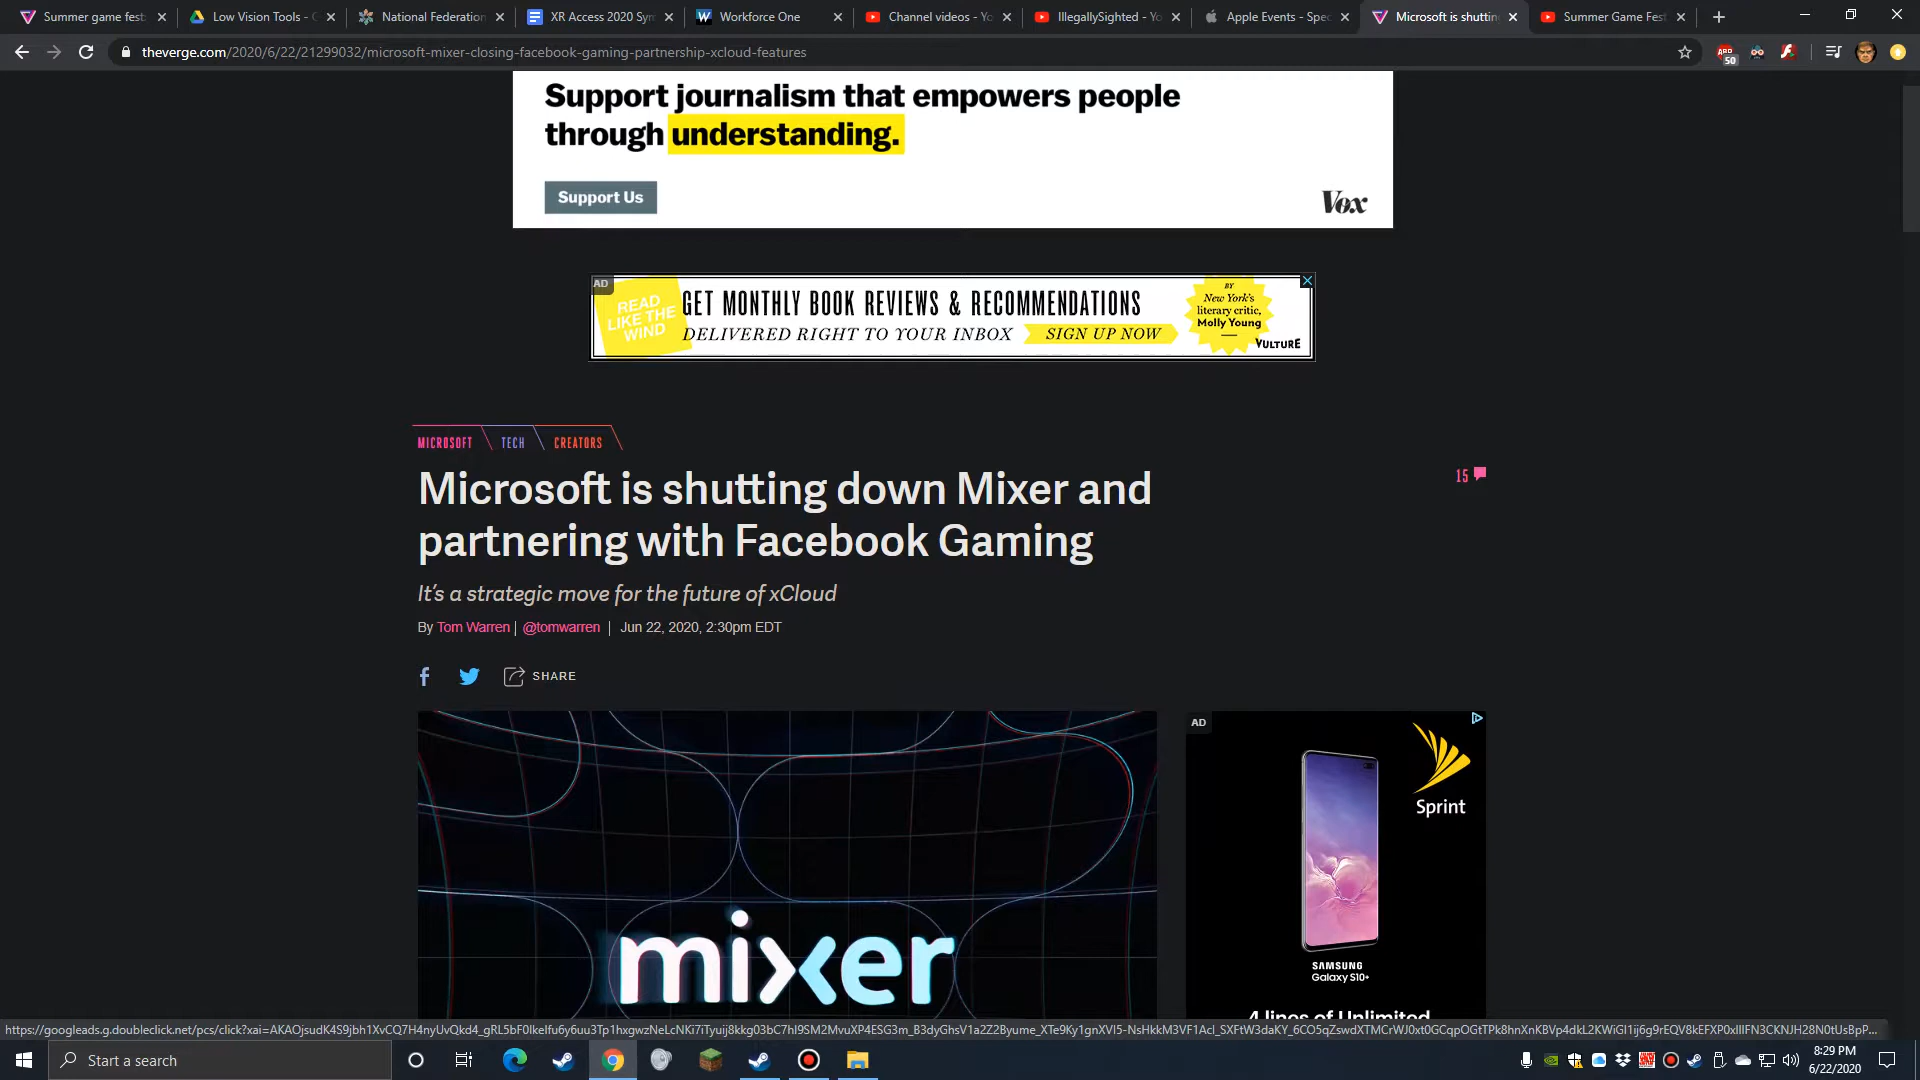 Summer game fest
Low Vision Tools - G
National Federation
XR Access 2020 Sym
Workforce One
Channel videos - Yo
IllegallySighted - Yo
Apple Events - Spec
Microsoft is shutting
Summer Game Fest
theverge.com/2020/6/22/21299032/microsoft-mixer-closing-facebook-gaming-partnership-xcloud-features
50
Support journalism that empowers people
through understanding.
Support Us
Vox
AD
READ
LIKE THE
WIND
GET MONTHLY BOOK REVIEWS & RECOMMENDATIONS
DELIVERED RIGHT TO YOUR INBOX
SIGN UP NOW
BY
New York's
literary critic,
Molly Young
VULTURE
MICROSOFT
TECH
CREATORS
Microsoft is shutting down Mixer and
partnering with Facebook Gaming
15
It's a strategic move for the future of xCloud
By Tom Warren | @tomwarren | Jun 22, 2020, 2:30pm EDT
SHARE
mixer
AD
Sprint
SAMSUNG
Galaxy S10+
4 lines of Unlimited
Start a search
8:29 PM
6/22/2020